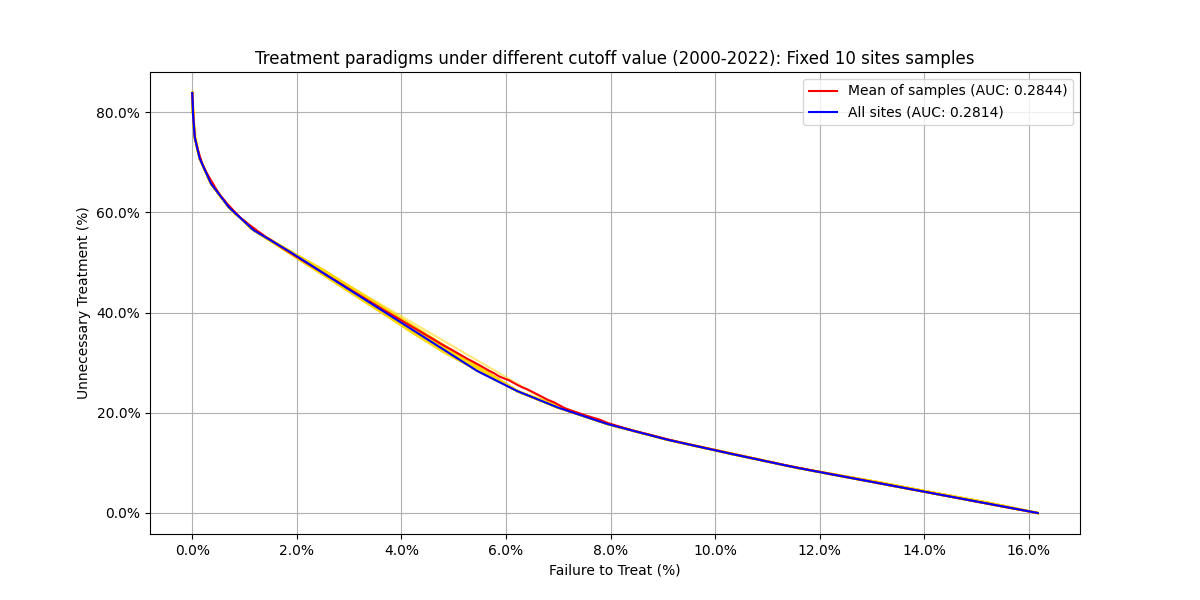 Treatment paradigms under different cutoff value (2000-2022): Fixed 10 sites samples
Mean of samples (AUC: 0.2844)
All sites (AUC: 0.2814)
Unnecessary Treatment (%)
80.0%
60.0%
40.0%
20.0%
0.0%
0.0% 2.0% 4.0% 6.0% 8.0% 10.0% 12.0% 14.0% 16.0%
Failure to Treat (%)